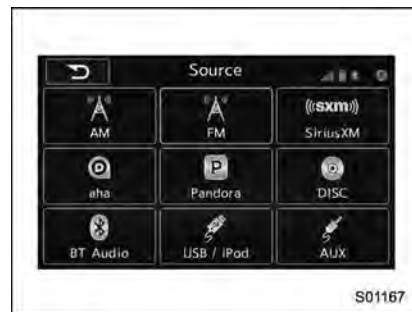 Source
AM FM ((sxm)) SiriusXM
aha Pandora DISC
BT Audio USB / iPod AUX
S01167